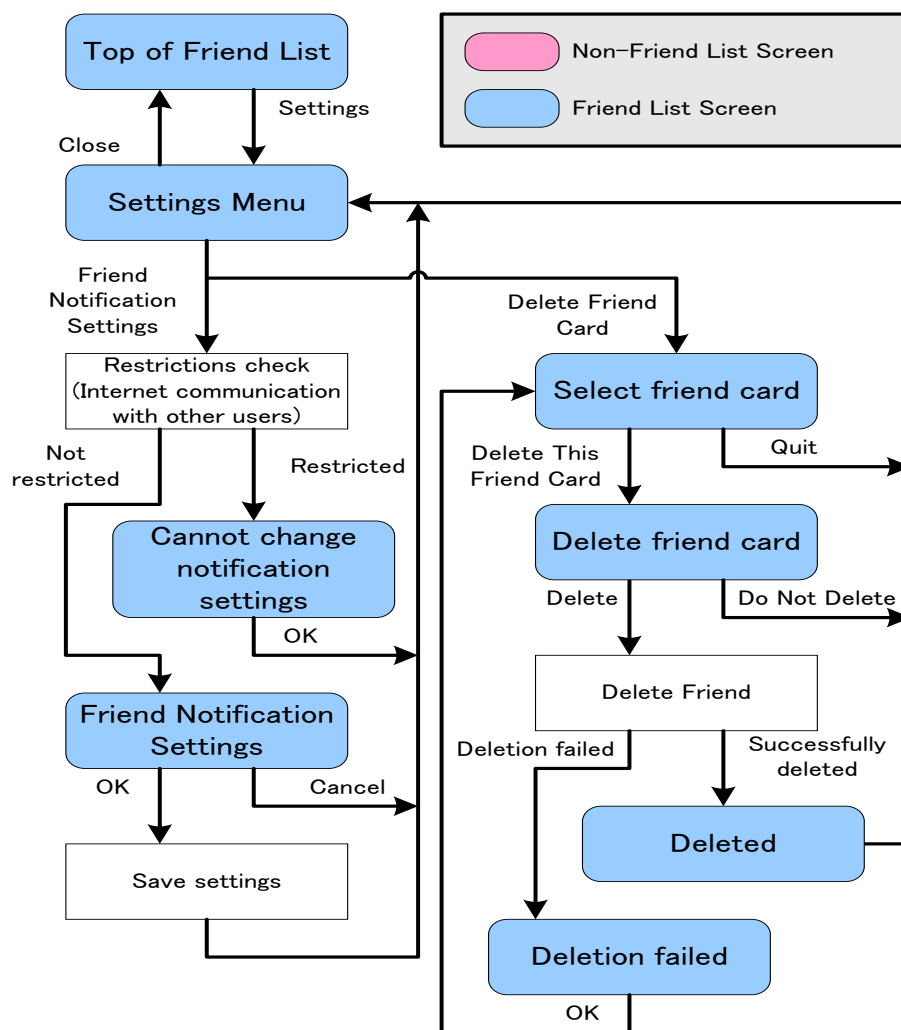 Top of Friend List
Non-Friend List Screen
Friend List Screen
Settings
Close
Settings Menu
Friend
Notification
Settings
Delete Friend
Card
Restrictions check
(Internet communication
with other users)
Select friend card
Not
restricted
Restricted
Delete This
Friend Card
Quit
Cannot change
notification
settings
Delete friend card
OK
Delete
Do Not Delete
Friend Notification
Settings
Delete Friend
Deletion failed
Successfully
deleted
OK
Cancel
Save settings
Deleted
Deletion failed
OK